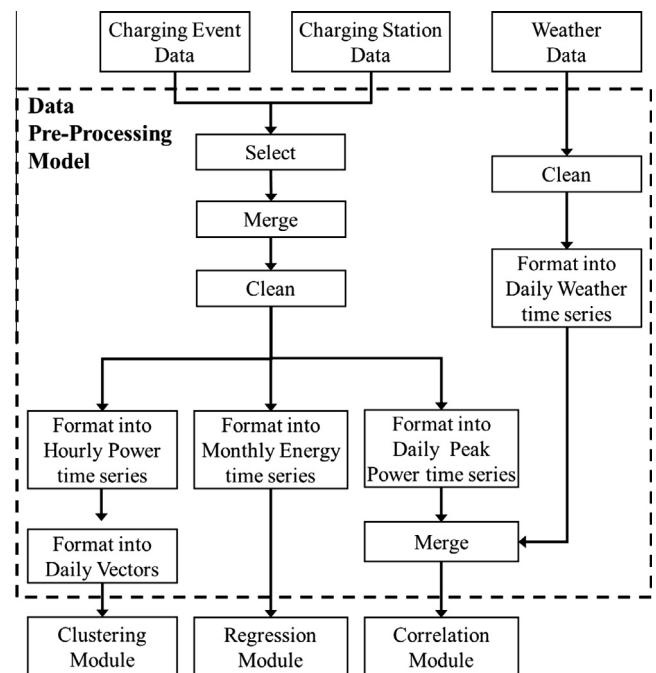 Charging Event
Data
Charging Station
Data
Weather
Data
Data
Pre-Processing
Model
Select
Merge
Clean
Clean
Format into
Daily Weather
time series
Format into
Hourly Power
time series
Format into
Monthly Energy
time series
Format into
Daily Peak
Power time series
Format into
Daily Vectors
Merge
Clustering
Module
Regression
Module
Correlation
Module